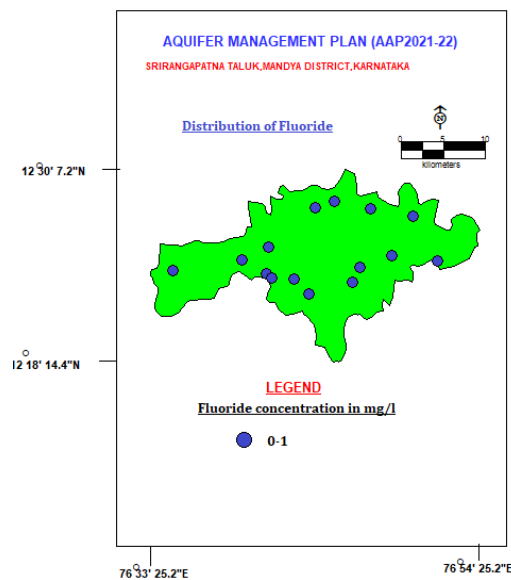 AQUIFER MANAGEMENT PLAN (AAP2021-22)
SRIRANGAPATNA TALUK,MANDYA DISTRICT,KARNATAKA
Distribution of Fluoride
0 5 10
kilometers
12 30' 7.2"N
12 18' 14.4"N
LEGEND
Fluoride concentration in mg/l
0-1
76 33' 25.2"E
76 54' 25.2"E